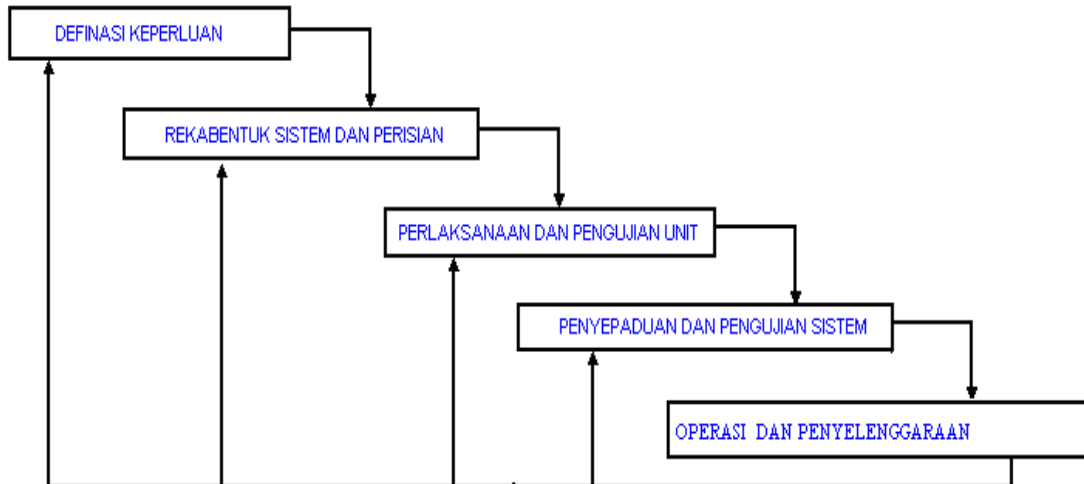 DEFINASI KEPERLUAN
REKABENTUK SISTEM DAN PERISIAN
PERLAKSANAAN DAN PENGUJIAN UNIT
PENYEPADUAN DAN PENGUJIAN SISTEM
OPERASI DAN PENYELENGGARAAN